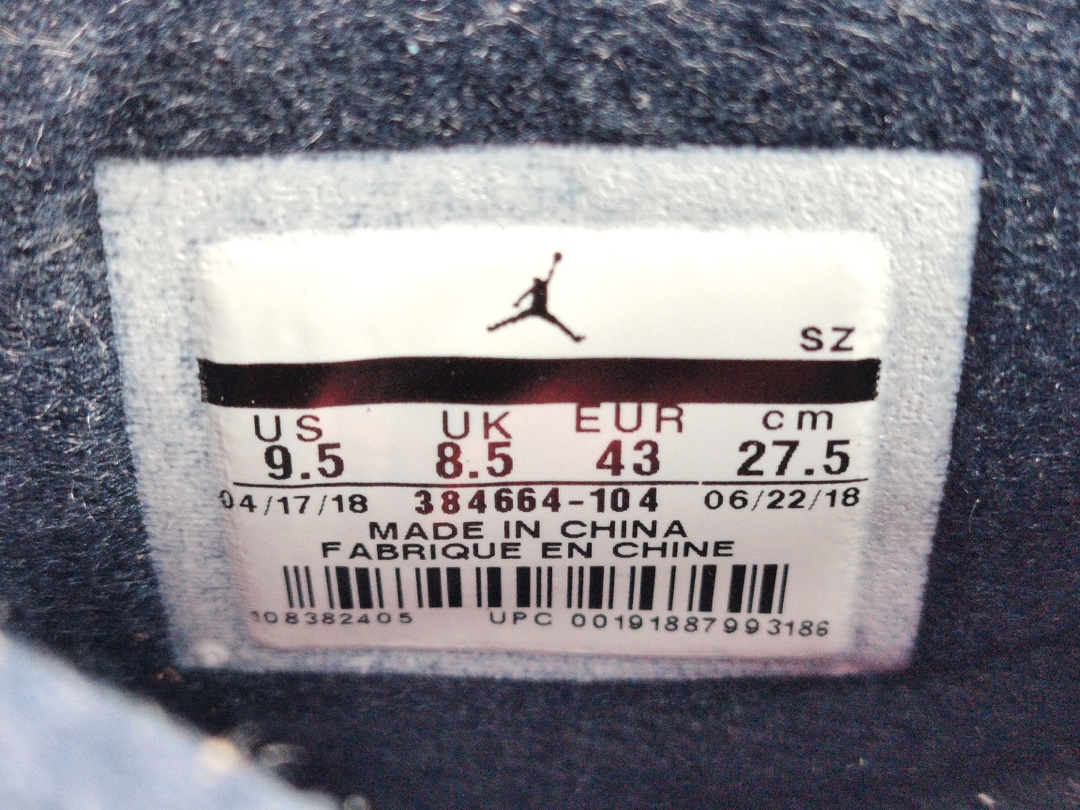 SZ
US UK EUR cm
9.5 8.5 43 27.5
04/17/18 384664-104 06/22/18
MADE IN CHINA
FABRIQUE EN CHINE
108382405 UPC 00191887993186